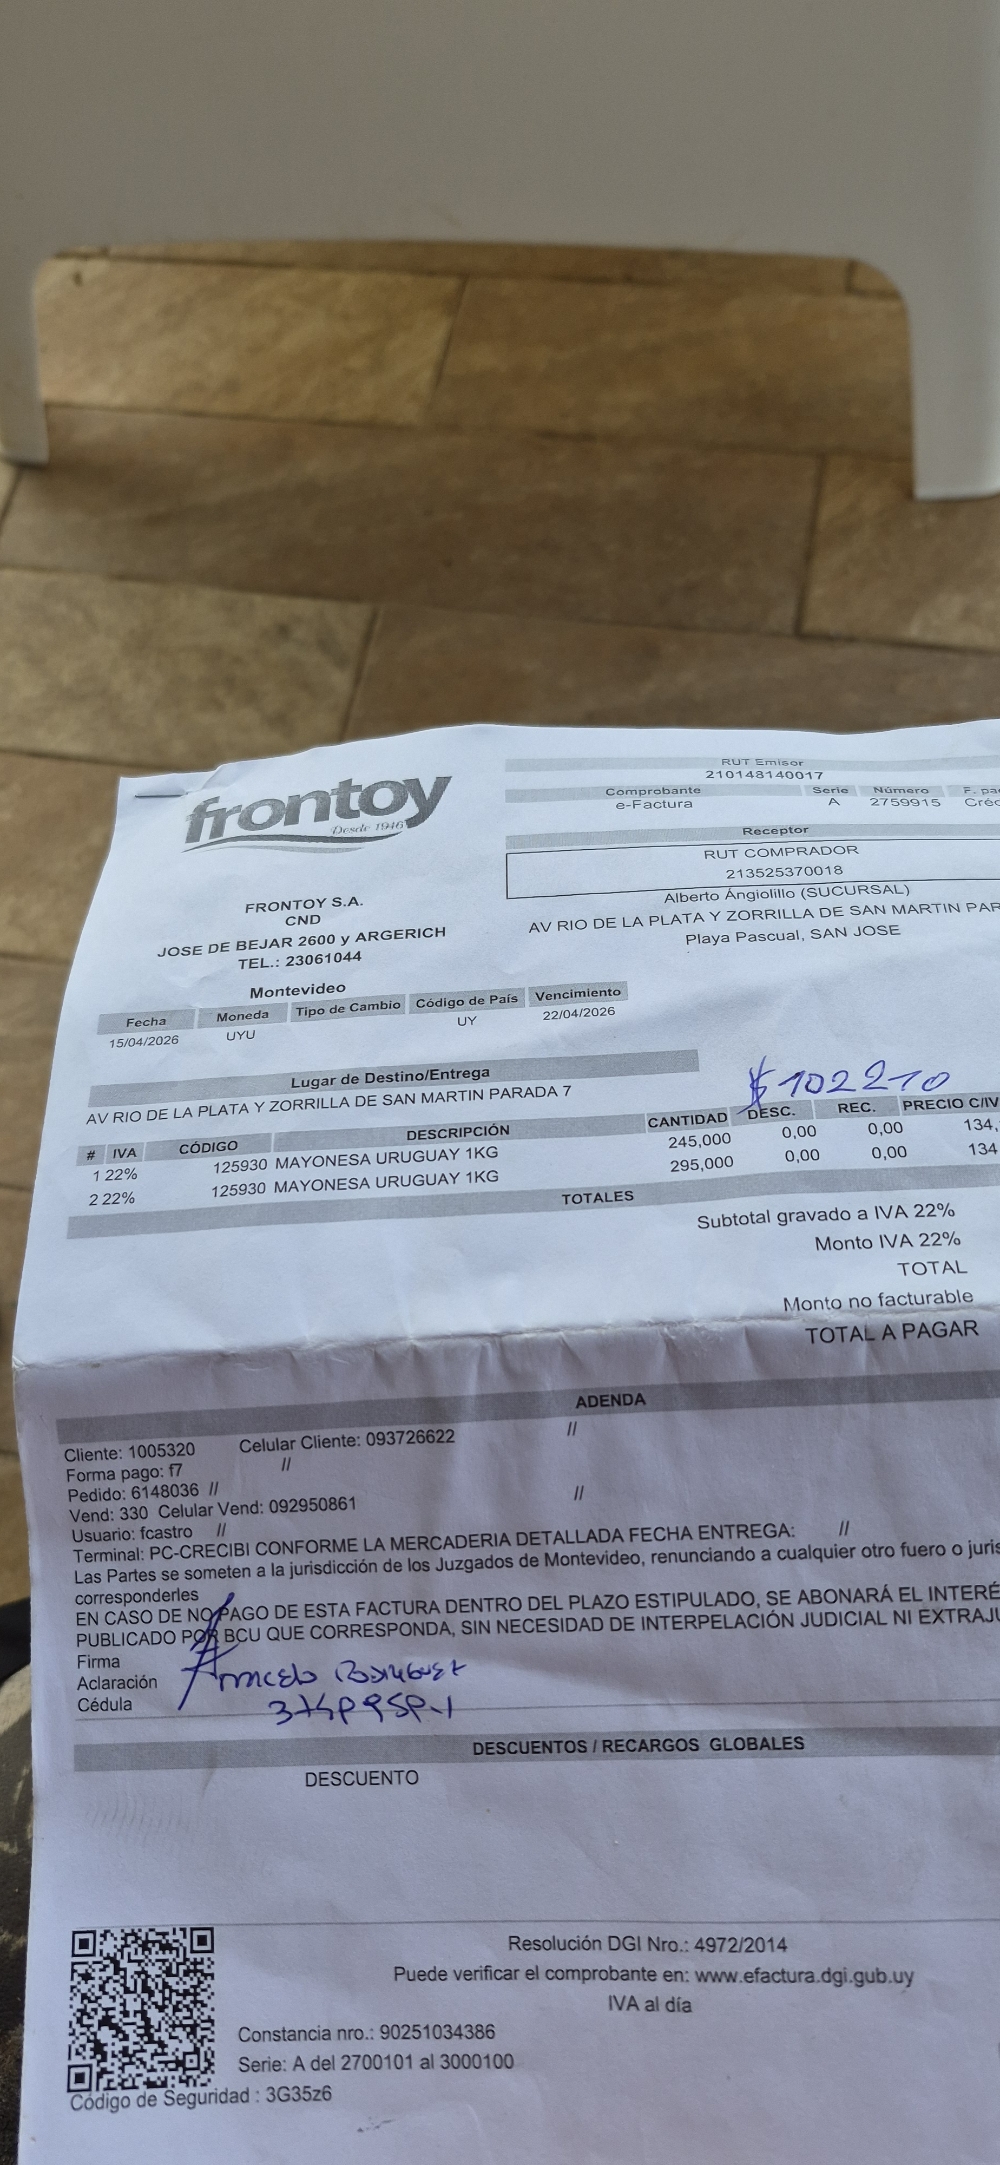 frontoy
Desde 1946
FRONTOY S.A.
CND
JOSE DE BEJAR 2600 y ARGERICH
TEL.: 23061044
Montevideo
RUT Emisor
210148140017
Comprobante Serie Número
e-Factura A 2759915
Receptor
RUT COMPRADOR
213525370018
Alberto Ángiolillo (SUCURSAL)
AV RIO DE LA PLATA Y ZORRILLA DE SAN MARTIN PAR
Playa Pascual, SAN JOSE
Fecha Moneda Tipo de Cambio Código de País Vencimiento
15/04/2026 UYU UY 22/04/2026
Lugar de Destino/Entrega
AV RIO DE LA PLATA Y ZORRILLA DE SAN MARTIN PARADA 7
$ 102210
# IVA CÓDIGO DESCRIPCIÓN CANTIDAD DESC. REC. PRECIO C/IV
1 22% 125930 MAYONESA URUGUAY 1KG 245,000 0,00 0,00 134,
2 22% 125930 MAYONESA URUGUAY 1KG 295,000 0,00 0,00 134
TOTALES
Subtotal gravado a IVA 22%
Monto IVA 22%
TOTAL
Monto no facturable
TOTAL A PAGAR
ADENDA
Cliente: 1005320 Celular Cliente: 093726622 //
Forma pago: f7 //
Pedido: 6148036 //
Vend: 330 Celular Vend: 092950861 //
Usuario: fcastro //
Terminal: PC-CRECIBI CONFORME LA MERCADERIA DETALLADA FECHA ENTREGA: //
Las Partes se someten a la jurisdicción de los Juzgados de Montevideo, renunciando a cualquier otro fuero o juris
corresponderles
EN CASO DE NO PAGO DE ESTA FACTURA DENTRO DEL PLAZO ESTIPULADO, SE ABONARÁ EL INTERÉ
PUBLICADO POR BCU QUE CORRESPONDA, SIN NECESIDAD DE INTERPELACIÓN JUDICIAL NI EXTRAJU
Firma
Aclaración
Cédula
DESCUENTOS / RECARGOS GLOBALES
DESCUENTO
Resolución DGI Nro.: 4972/2014
Puede verificar el comprobante en: www.efactura.dgi.gub.uy
IVA al día
Constancia nro.: 90251034386
Serie: A del 2700101 al 3000100
Código de Seguridad : 3G35z6